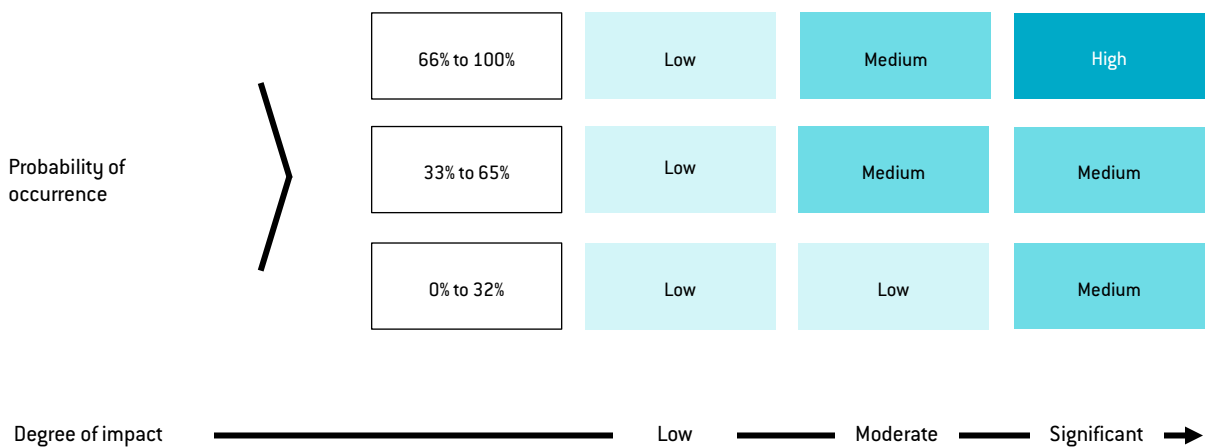 66% to 100%
Low
Medium
High
Probability of
occurrence
33% to 65%
Low
Medium
Medium
0% to 32%
Low
Low
Medium
Degree of impact
Low
Moderate
Significant